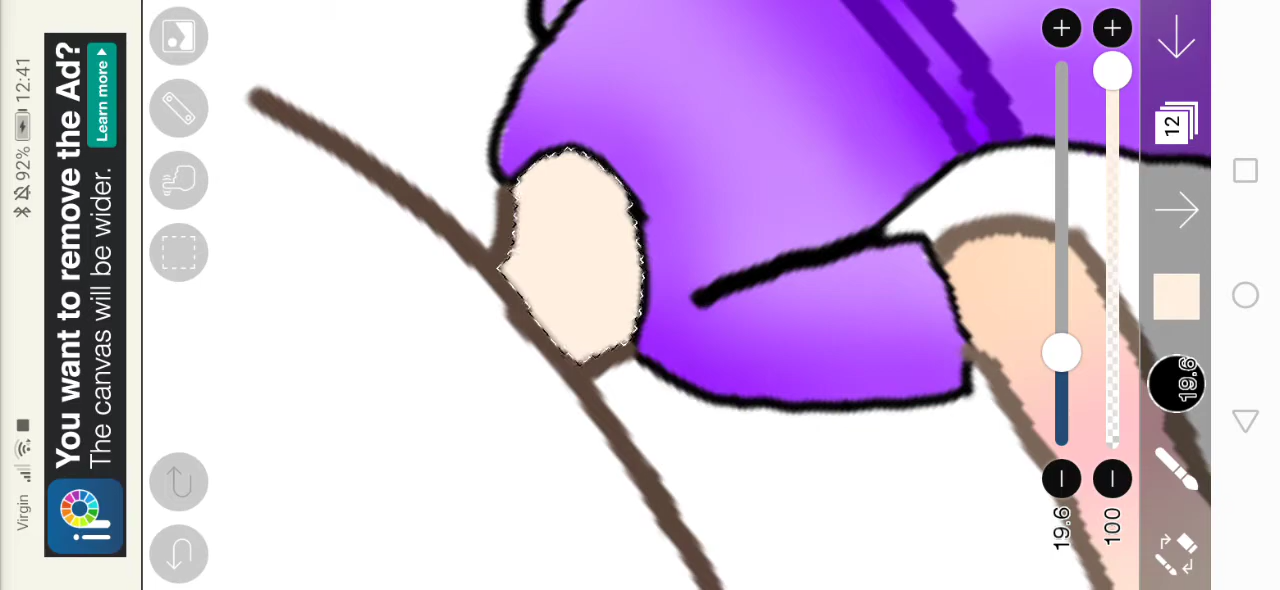 Virgin 92% 12:41
You want to remove the Ad?
The canvas will be wider.
Learn more
iP
19.6
100
19.6
12